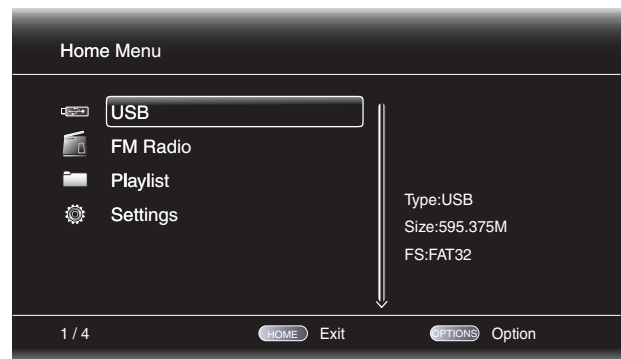 Home Menu
USB
FM Radio
Playlist
Settings
Type:USB
Size:595.375M
FS:FAT32
1 / 4 HOME Exit OPTIONS Option